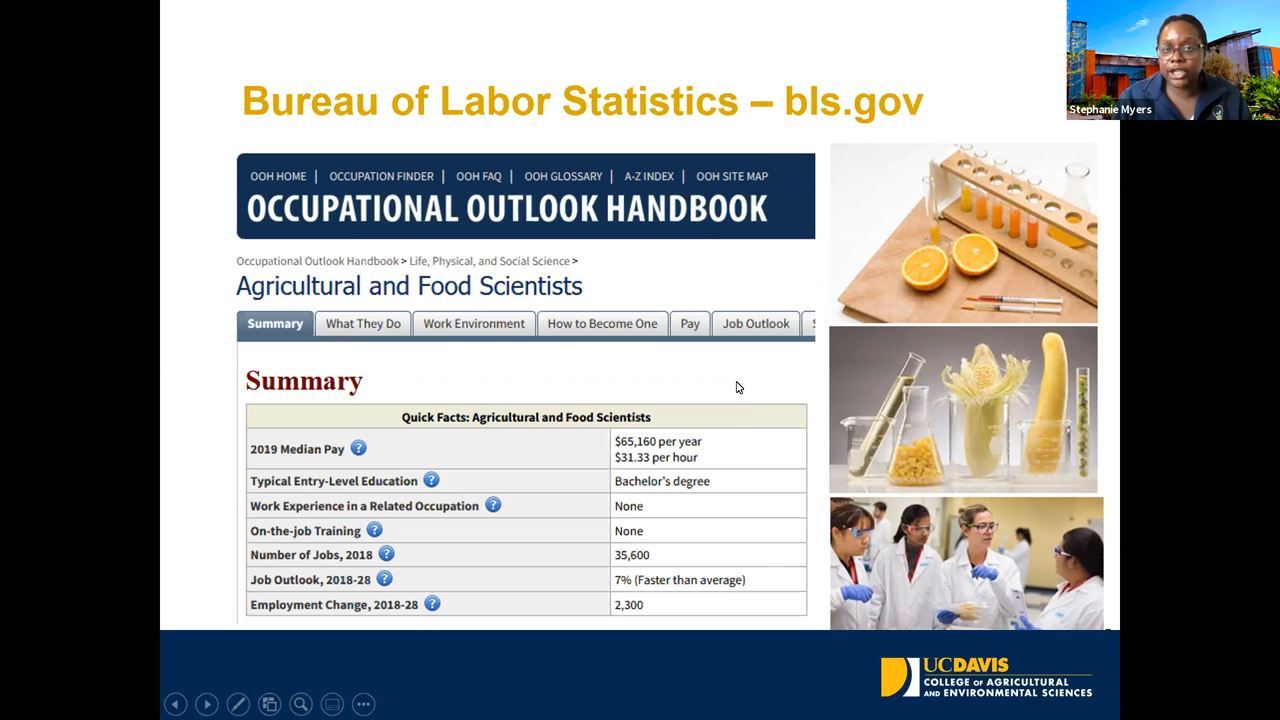 Bureau of Labor Statistics – bls.gov
Stephanie Myers
OOH HOME | OCCUPATION FINDER | OOH FAQ | OOH GLOSSARY | A-Z INDEX | OOH SITE MAP
OCCUPATIONAL OUTLOOK HANDBOOK
Occupational Outlook Handbook > Life, Physical, and Social Science >
Agricultural and Food Scientists
Summary What They Do Work Environment How to Become One Pay Job Outlook
Summary
Quick Facts: Agricultural and Food Scientists
2019 Median Pay ? $65,160 per year
$31.33 per hour
Typical Entry-Level Education ? Bachelor's degree
Work Experience in a Related Occupation ? None
On-the-job Training ? None
Number of Jobs, 2018 ? 35,600
Job Outlook, 2018-28 ? 7% (Faster than average)
Employment Change, 2018-28 ? 2,300
UCDAVIS
COLLEGE OF AGRICULTURAL
AND ENVIRONMENTAL SCIENCES